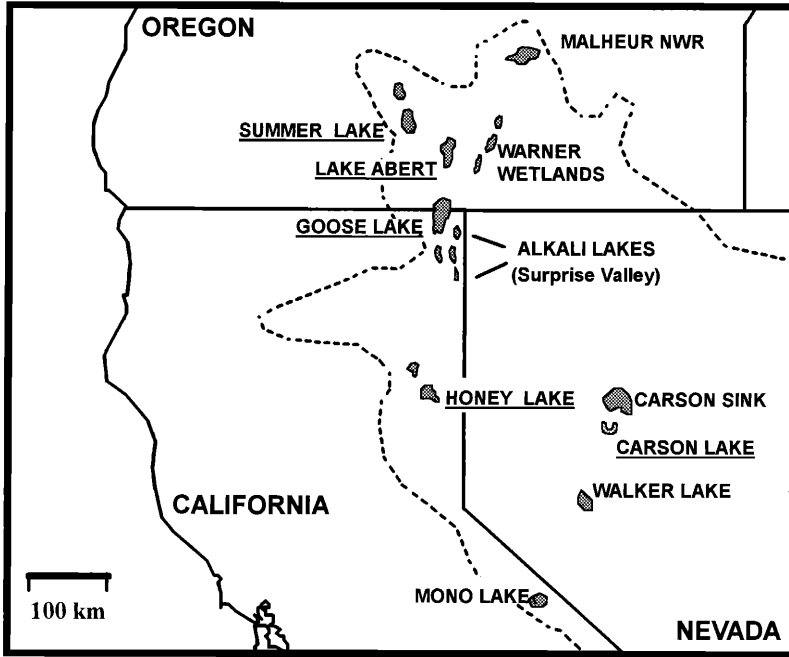 OREGON
MALHEUR NWR
SUMMER LAKE
LAKE ABERT
WARNER
WETLANDS
GOOSE LAKE
ALKALI LAKES
(Surprise Valley)
HONEY LAKE
CARSON SINK
CARSON LAKE
WALKER LAKE
CALIFORNIA
100 km
MONO LAKE
NEVADA